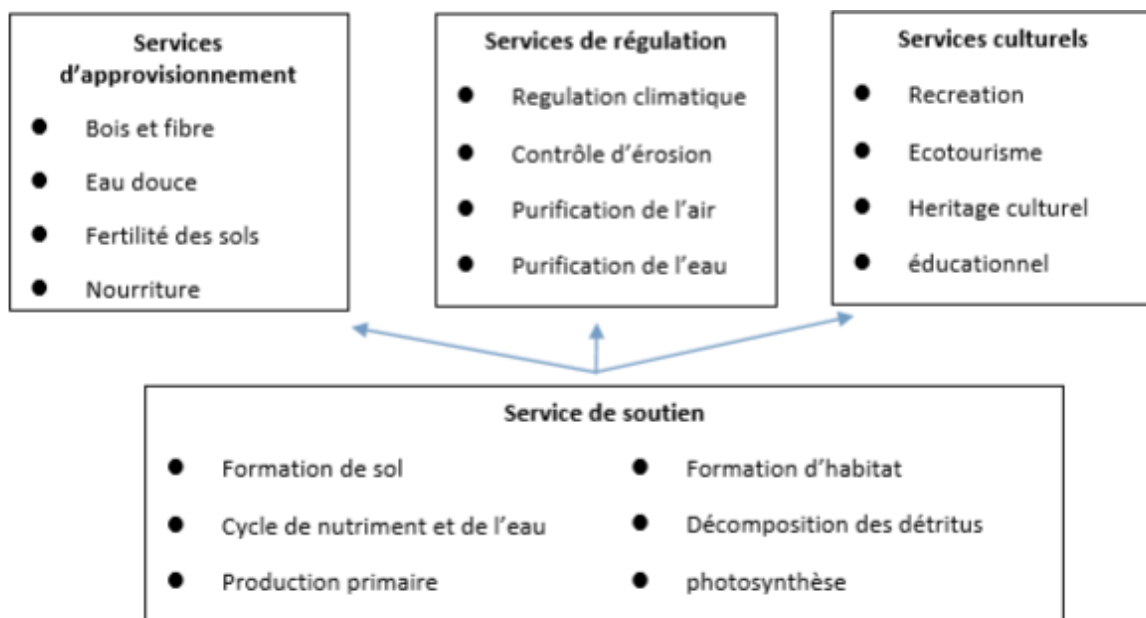 Services
d'approvisionnement
Bois et fibre
Eau douce
Fertilité des sols
Nourriture
Services de régulation
Regulation climatique
Contrôle d'érosion
Purification de l'air
Purification de l'eau
Services culturels
Recreation
Ecotourisme
Heritage culturel
éducationnel
Service de soutien
Formation de sol
Cycle de nutriment et de l'eau
Production primaire
Formation d'habitat
Décomposition des détritus
photosynthèse